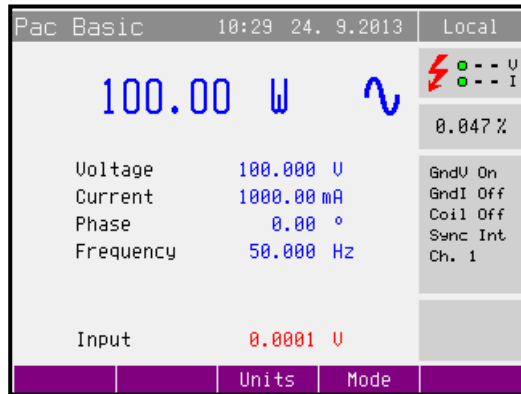 Pac Basic 10:29 24. 9.2013 Local
100.00 W
-- V
-- I
0.047 %
Voltage 100.000 V
Current 1000.00 mA
Phase 0.00 °
Frequency 50.000 Hz
GndV On
GndI Off
Coil Off
Sync Int
Ch. 1
Input 0.0001 V
Units Mode